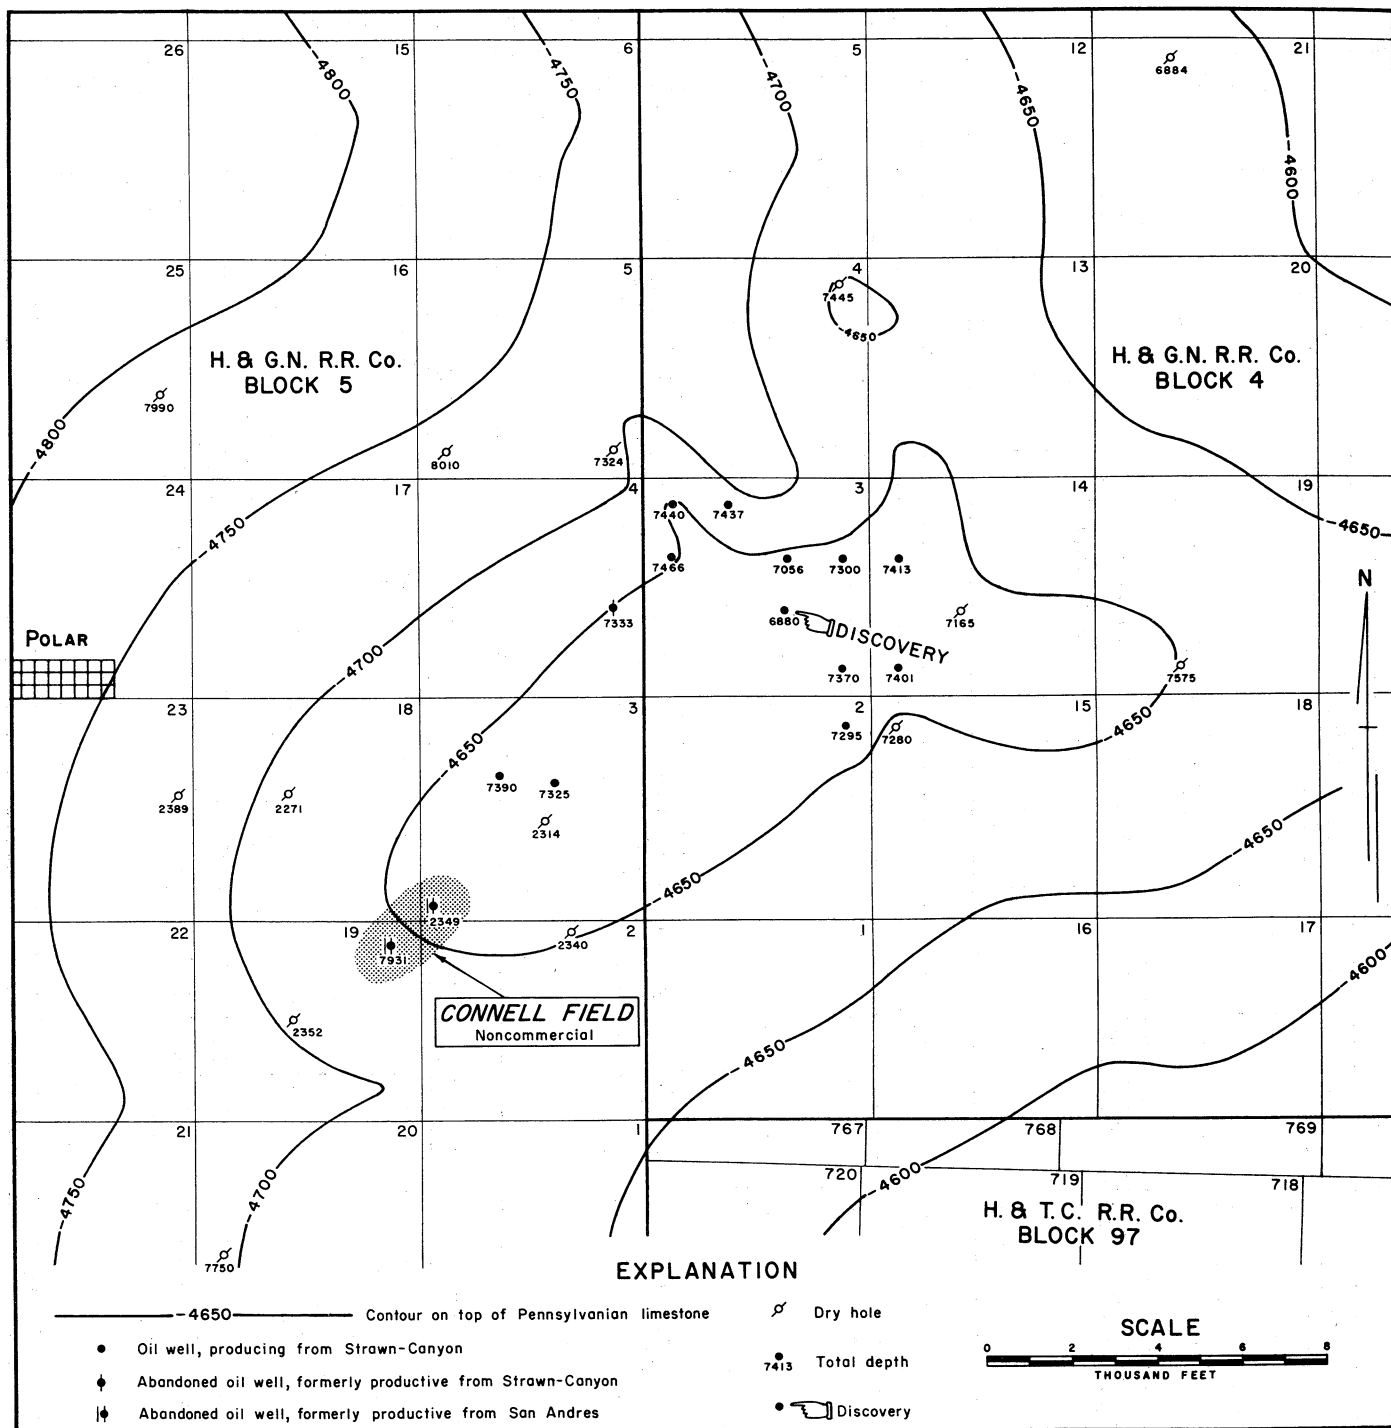 26 15 6 5 12 21
-4800 -4750 -4700 -4650 -4600
6884
25 16 5 4 13 20
7445
-4650
H. & G.N. R.R. Co.
BLOCK 5
H. & G.N. R.R. Co.
BLOCK 4
7990
-4800
8010
7324
24 17 4 3 14 19
7440 7437
-4750
-4650
7466 7056 7300 7413
N
7333
6880
DISCOVERY
7165
POLAR
-4700
7370 7401
7575
23 18 3 2 15 18
-4650
-4650
7295 7280
7390 7325
2389 2271
2314
-4650
-4650
2349
22 19 2 1 16 17
2340
7931
-4600
CONNELL FIELD
Noncommercial
2352
-4650
21 20 1 767 768 769
720 719 718
-4750
-4700
-4600
H. & T.C. R.R. Co.
BLOCK 97
7750
EXPLANATION
-4650 Contour on top of Pennsylvanian limestone
Oil well, producing from Strawn-Canyon
Abandoned oil well, formerly productive from Strawn-Canyon
Abandoned oil well, formerly productive from San Andres
Dry hole
7413 Total depth
Discovery
SCALE
0 2 4 6 8
THOUSAND FEET